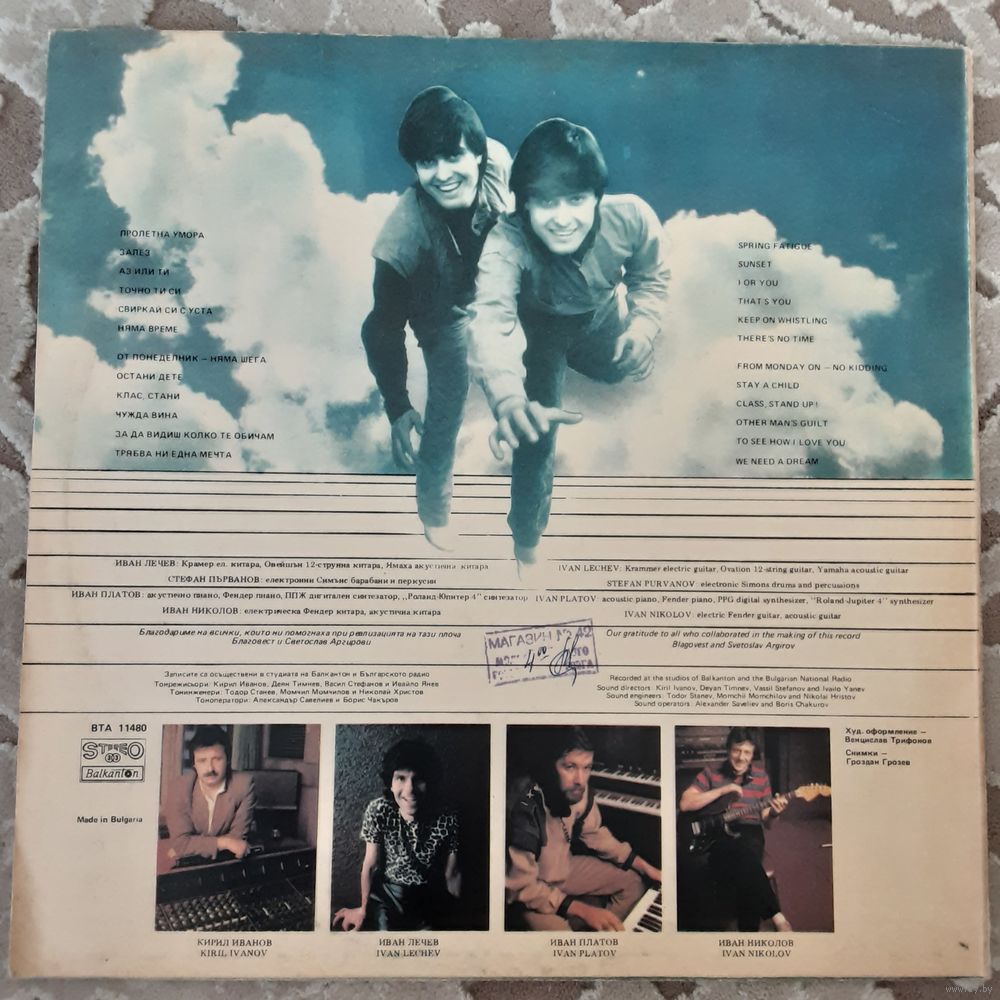 ПРОЛЕТНА УМОРА
ЗАЛЕЗ
АЗ ИЛИ ТИ
ТОЧНО ТИ СИ
СВИРКАЙ СИ С УСТА
НЯМА ВРЕМЕ
ОТ ПОНЕДЕЛНИК – НЯМА ШЕГА
ОСТАНИ ДЕТЕ
КЛАС, СТАНИ
ЧУЖДА ВИНА
ЗА ДА ВИДИШ КОЛКО ТЕ ОБИЧАМ
ТРЯБВА НИ ЕДНА МЕЧТА
SPRING FATIGUE
SUNSET
I OR YOU
THAT'S YOU
KEEP ON WHISTLING
THERE'S NO TIME
FROM MONDAY ON – NO KIDDING
STAY A CHILD
CLASS, STAND UP!
OTHER MAN'S GUILT
TO SEE HOW I LOVE YOU
WE NEED A DREAM
ИВАН ЛЕЧЕВ: Крамер ел. китара, Овейшън 12-струнна китара, Ямаха акустична китара
СТЕФАН ПЪРВАНОВ: електронни Симънс барабани и перкусии
ИВАН ПЛАТОВ: акустично пиано, Фендер пиано, ППЖ дигитален синтезатор, „Роланд-Юпитер 4" синтезатор
ИВАН НИКОЛОВ: електрическа Фендер китара, акустична китара
IVAN LECHEV: Krammer electric guitar, Ovation 12-string guitar, Yamaha acoustic guitar
STEFAN PURVANOV: electronic Simons drums and percussions
IVAN PLATOV: acoustic piano, Fender piano, PPG digital synthesizer, "Roland-Jupiter 4" synthesizer
IVAN NIKOLOV: electric Fender guitar, acoustic guitar
Благодариме на всички, които ни помогнаха при реализацията на тази плоча
Благовест и Светослав Аргирови
МАГАЗИН № 42
4 00
Our gratitude to all who collaborated in the making of this record
Blagovest and Svetoslav Argirov
Записите са осъществени в студиата на Балкантон и Българското радио
Тонрежисьори: Кирил Иванов, Деян Тимнев, Васил Стефанов и Ивайло Янев
Тонинженери: Тодор Станев, Момчил Момчилов и Николай Христов
Тоноператори: Александър Савелиев и Борис Чакъров
Recorded at the studios of Balkanton and the Bulgarian National Radio
Sound directors: Kiril Ivanov, Deyan Timnev, Vassil Stefanov and Ivailo Yanev
Sound engineers: Todor Stanev, Momchil Momchilov and Nikolai Hristov
Sound operators: Alexander Saveliev and Boris Chakurov
ВТА 11480
STEREO
33
Balkanton
Made in Bulgaria
Худ. оформление –
Венцислав Трифонов
Снимки –
Гроздан Грозев
КИРИЛ ИВАНОВ
KIRIL IVANOV
ИВАН ЛЕЧЕВ
IVAN LECHEV
ИВАН ПЛАТОВ
IVAN PLATOV
ИВАН НИКОЛОВ
IVAN NIKOLOV